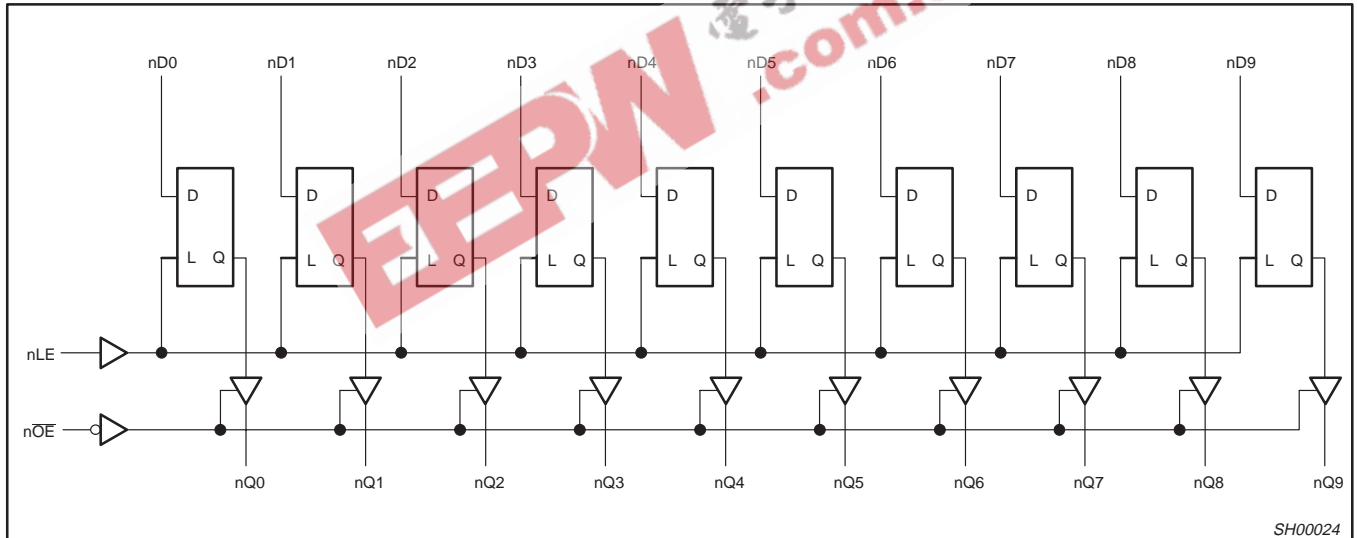 EEPW
.com.
nD0 nD1 nD2 nD3 nD4 nD5 nD6 nD7 nD8 nD9
D D D D D D D D D D
L Q L Q L Q L Q L Q L Q L Q L Q L Q L Q
nLE
nO̅E̅
nQ0 nQ1 nQ2 nQ3 nQ4 nQ5 nQ6 nQ7 nQ8 nQ9
SH00024